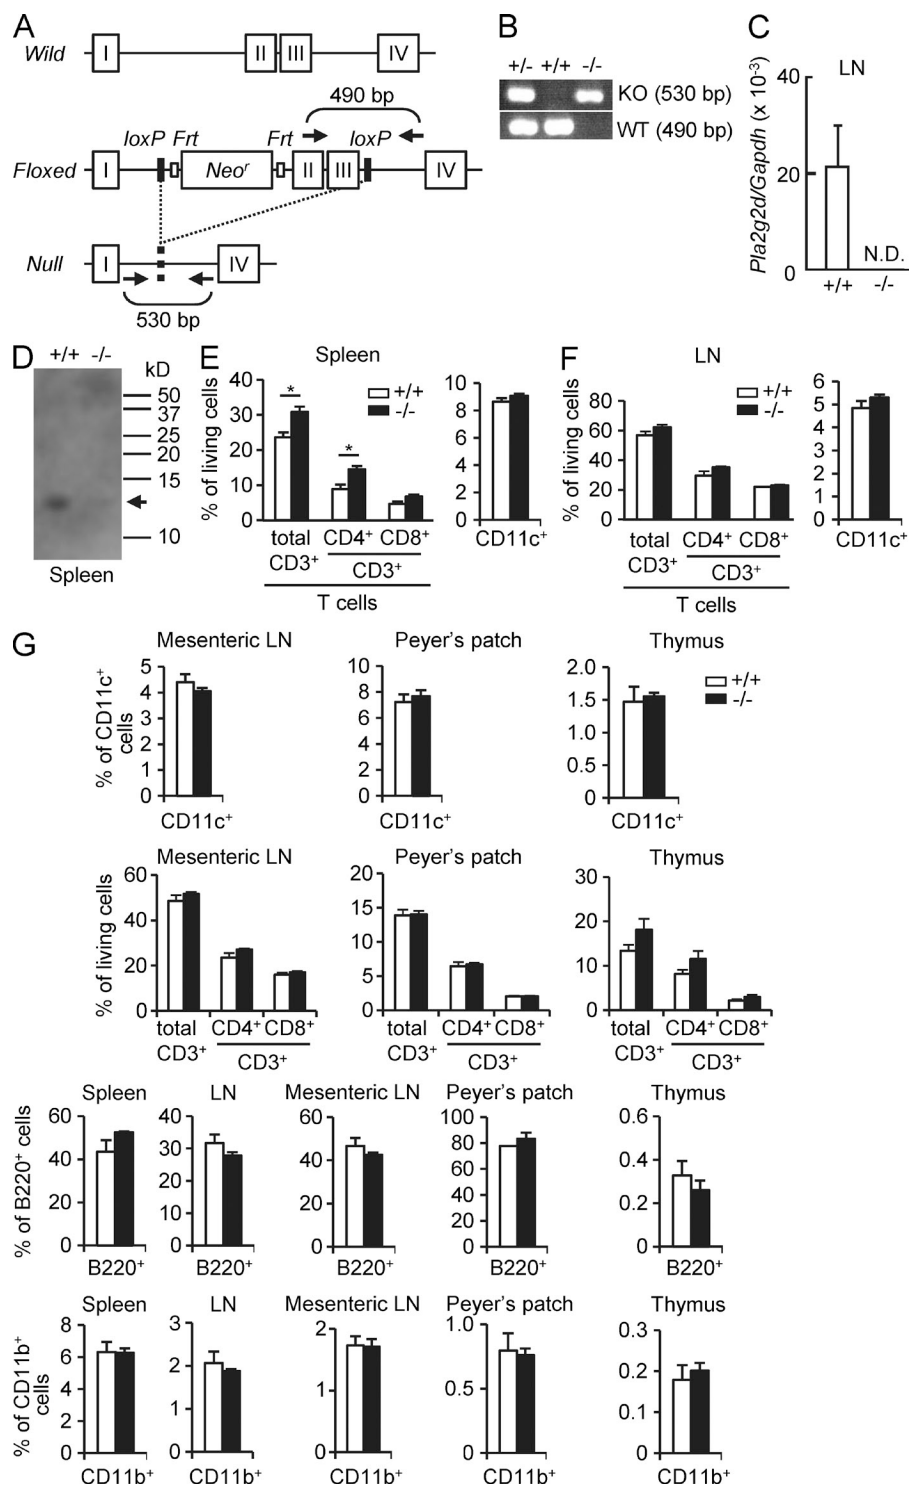 A
Wild I II III IV
490 bp
loxP Frt Frt loxP
Floxed I Neoʳ II III IV
Null I IV
530 bp
B
+/- +/+ -/-
KO (530 bp)
WT (490 bp)
C
LN
Pla2g2d/Gapdh (x 10⁻³)
40
20
0
N.D.
+/+ -/-
D
+/+ -/-
kD
50
37
25
20
15
10
Spleen
E
Spleen
% of living cells
40
30
20
10
0
+/+
-/-
*
*
total CD4⁺ CD8⁺
CD3⁺ CD3⁺
T cells
10
8
6
4
2
0
CD11c⁺
F
LN
% of living cells
80
60
40
20
0
+/+
-/-
total CD4⁺ CD8⁺
CD3⁺ CD3⁺
T cells
6
5
4
3
2
1
0
CD11c⁺
G
Mesenteric LN
% of CD11c⁺
cells
5
4
3
2
1
0
CD11c⁺
Peyer's patch
10
8
6
4
2
0
CD11c⁺
Thymus
2.0
1.5
1.0
0.5
0
CD11c⁺
+/+
-/-
Mesenteric LN
% of living cells
60
40
20
0
total CD4⁺ CD8⁺
CD3⁺ CD3⁺
Peyer's patch
20
15
10
5
0
total CD4⁺ CD8⁺
CD3⁺ CD3⁺
Thymus
30
20
10
0
total CD4⁺ CD8⁺
CD3⁺ CD3⁺
Spleen
% of B220⁺ cells
60
40
20
0
B220⁺
LN
40
30
20
10
0
B220⁺
Mesenteric LN
60
40
20
0
B220⁺
Peyer's patch
100
80
60
40
20
0
B220⁺
Thymus
0.6
0.4
0.2
0
B220⁺
Spleen
% of CD11b⁺
cells
8
6
4
2
0
CD11b⁺
LN
3
2
1
0
CD11b⁺
Mesenteric LN
2
1
0
CD11b⁺
Peyer's patch
1.0
0.5
0
CD11b⁺
Thymus
0.3
0.2
0.1
0
CD11b⁺